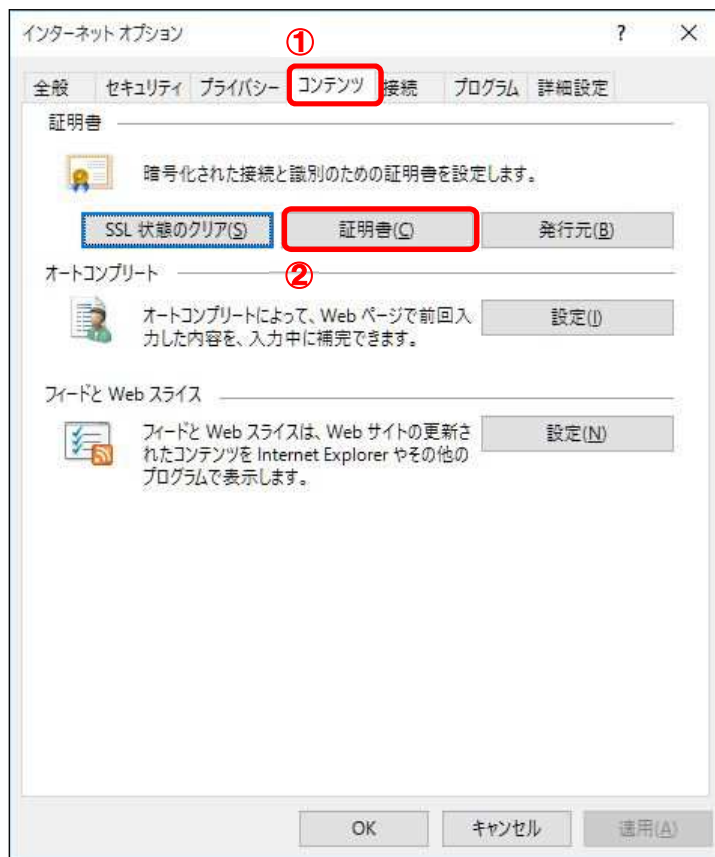 インターネット オプション ? ×
①
全般 セキュリティ プライバシー コンテンツ 接続 プログラム 詳細設定
証明書
暗号化された接続と識別のための証明書を設定します。
SSL 状態のクリア(S) 証明書(C) 発行元(B)
②
オートコンプリート
オートコンプリートによって、Web ページで前回入
力した内容を、入力中に補完できます。
設定(I)
フィードと Web スライス
フィードと Web スライスは、Web サイトの更新さ
れたコンテンツを Internet Explorer やその他の
プログラムで表示します。
設定(N)
OK キャンセル 適用(A)